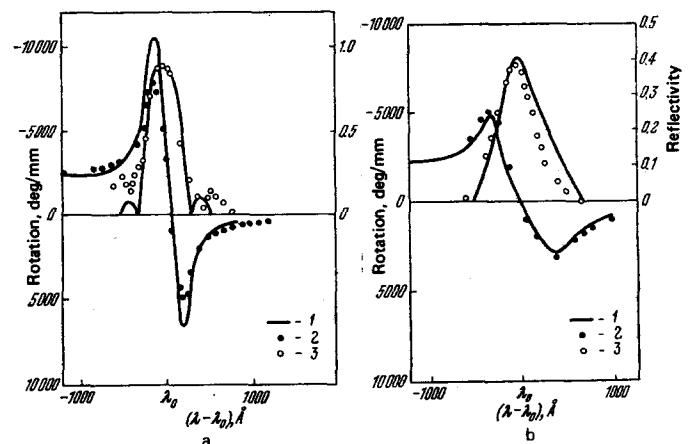 -10000
-5000
0
5000
10000
Rotation, deg/mm
1.0
0.5
0
— - 1
• - 2
○ - 3
-1000
λ₀
1000
(λ-λ₀), Å
a
-10000
-5000
0
5000
10000
Rotation, deg/mm
0.5
0.4
0.3
0.2
0.1
0
Reflectivity
— - 1
• - 2
○ - 3
-1000
λ₀
1000
(λ-λ₀), Å
b